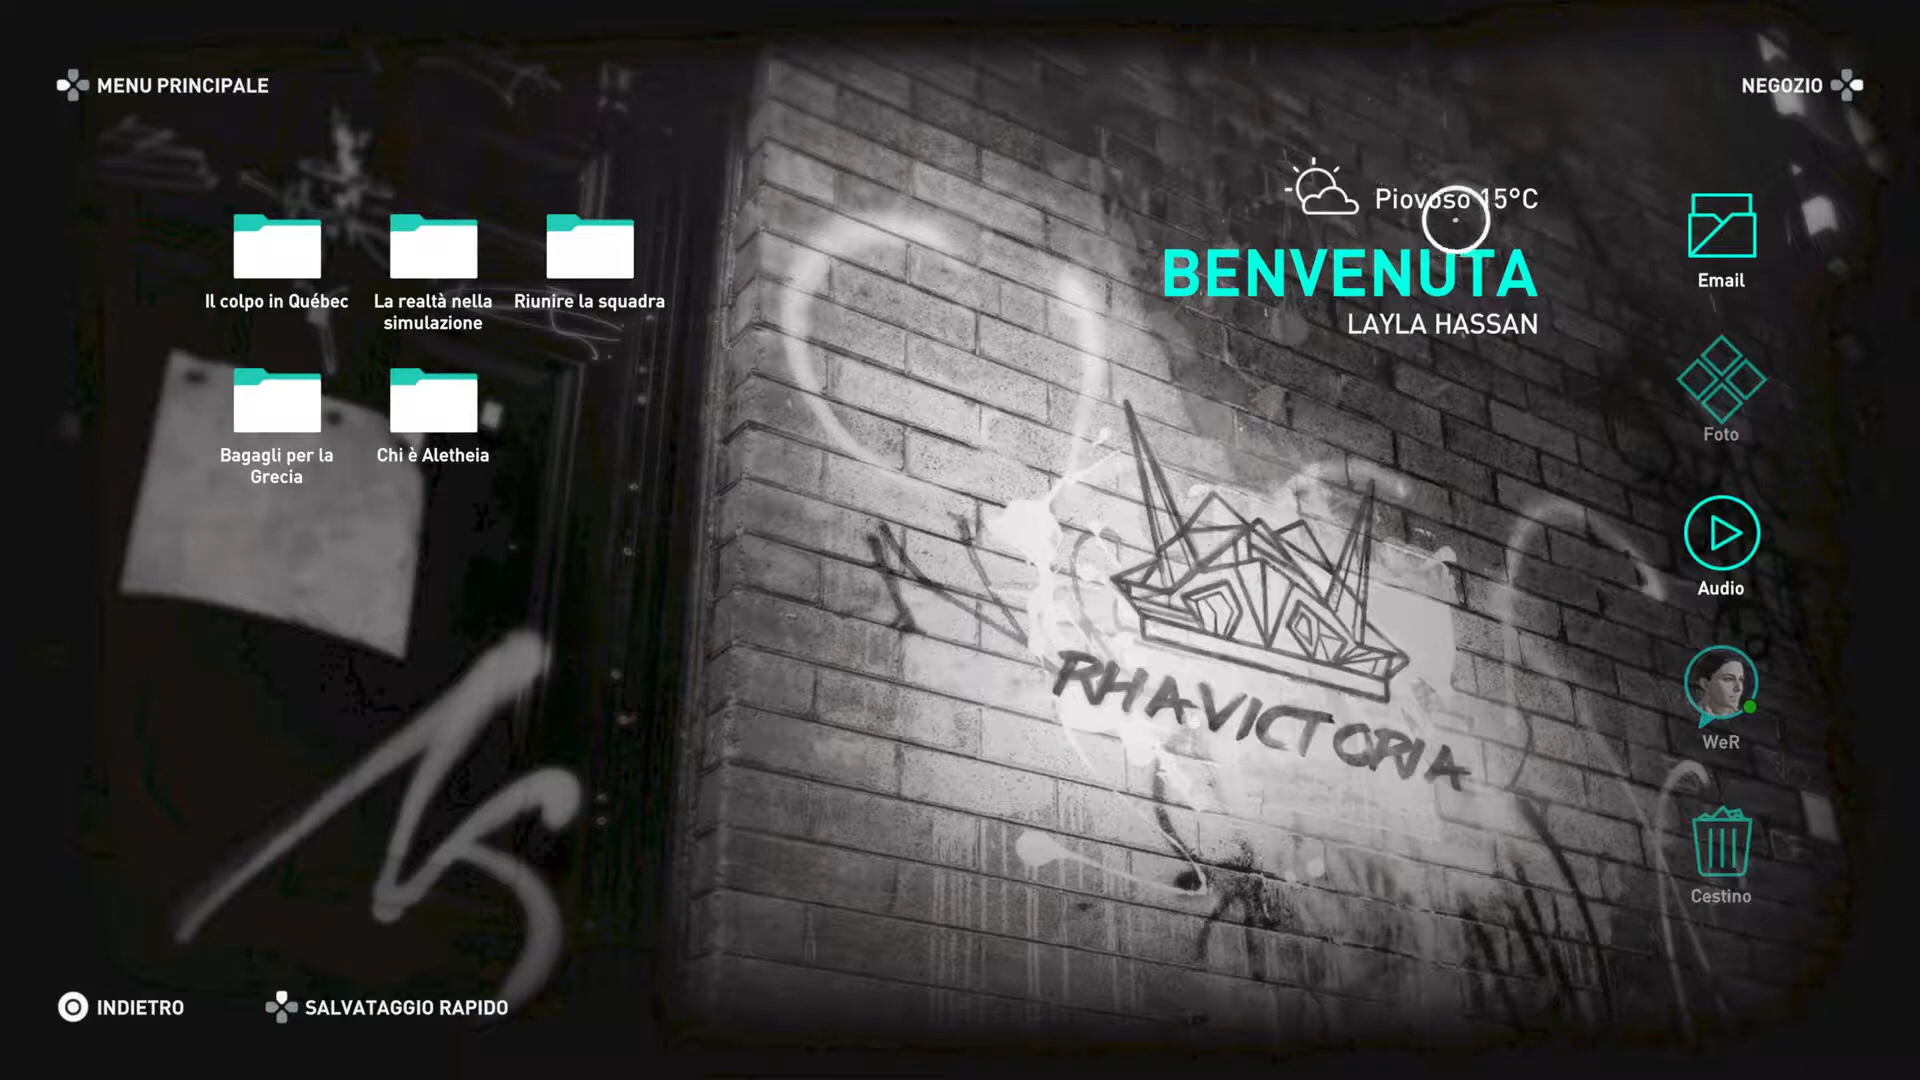 MENU PRINCIPALE
NEGOZIO
Piovoso 15°C
BENVENUTA
LAYLA HASSAN
Il colpo in Québec
La realtà nella
simulazione
Riunire la squadra
Bagagli per la
Grecia
Chi è Aletheia
Email
Foto
Audio
WeR
Cestino
RHAVICTORIA
INDIETRO
SALVATAGGIO RAPIDO